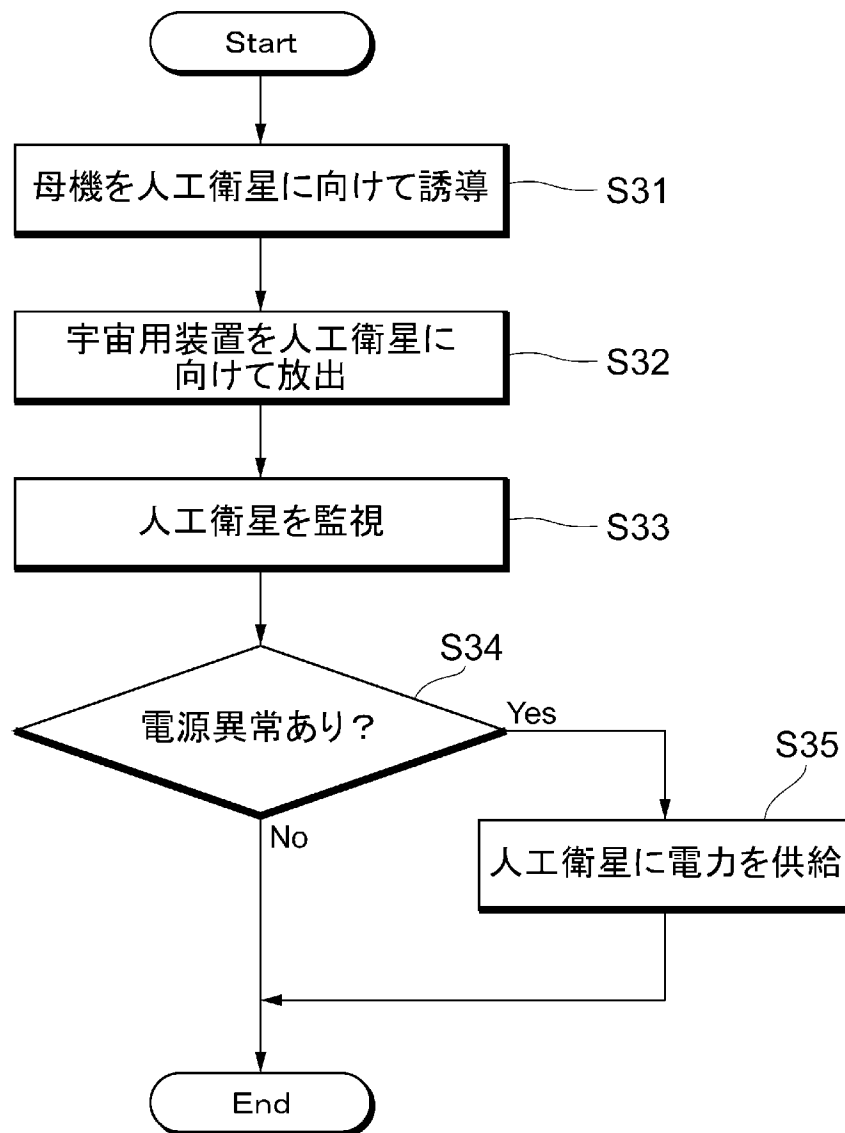 Start
母機を人工衛星に向けて誘導
S31
宇宙用装置を人工衛星に
向けて放出
S32
人工衛星を監視
S33
S34
電源異常あり?
Yes
No
S35
人工衛星に電力を供給
End